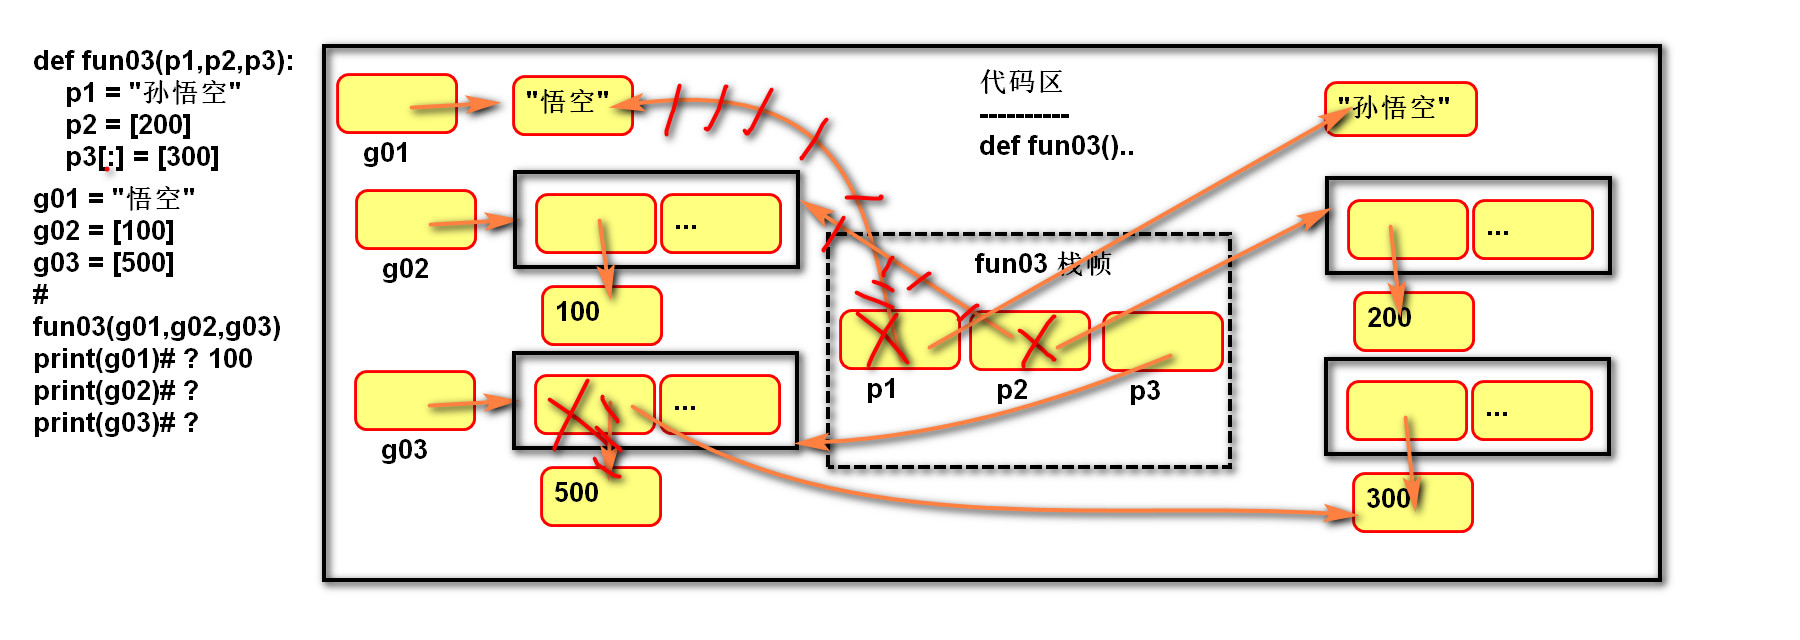 def fun03(p1,p2,p3):
p1 = "孙悟空"
p2 = [200]
p3[:] = [300]
g01 = "悟空"
g02 = [100]
g03 = [500]
#
fun03(g01,g02,g03)
print(g01)# ? 100
print(g02)# ?
print(g03)# ?
"悟空"
g01
代码区
----------
def fun03()..
"孙悟空"
...
g02
100
fun03 栈帧
p1
p2
p3
...
200
...
g03
500
...
300